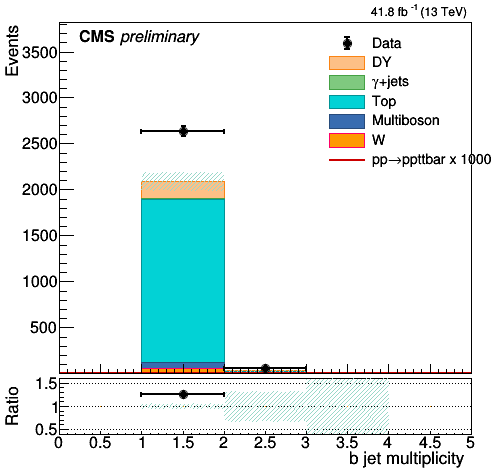 41.8 fb⁻¹ (13 TeV)
CMS preliminary
Events
3500
3000
2500
2000
1500
1000
500
Data
DY
γ+jets
Top
Multiboson
W
pp→ppttbar x 1000
Ratio
1.5
1
0.5
0 0.5 1 1.5 2 2.5 3 3.5 4 4.5 5
b jet multiplicity